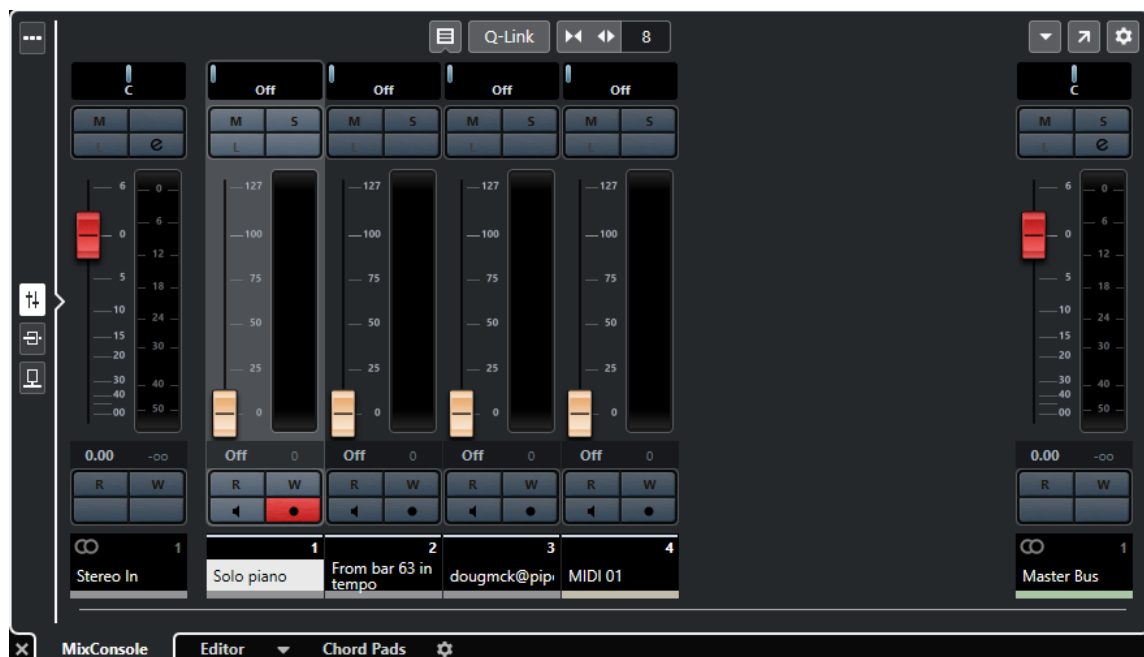 Q-Link 8
C Off Off Off Off C
M M S M S M S M S M S
L e L L L L L e
6 0 127 127 127 127 6 0
6 6
0 100 100 100 100 0
12 12
5 18 75 75 75 75 5 18
10 24 50 50 50 50 10 24
15 15
20 30 25 25 25 25 20 30
30 40 30 40
40 40
00 50 0 0 0 0 00 50
0.00 -oo Off 0 Off 0 Off 0 Off 0 0.00 -oo
R W R W R W R W R W R W
1 1 2 3 4 1
Stereo In Solo piano From bar 63 in dougmck@pip MIDI 01 Master Bus
tempo
MixConsole Editor Chord Pads